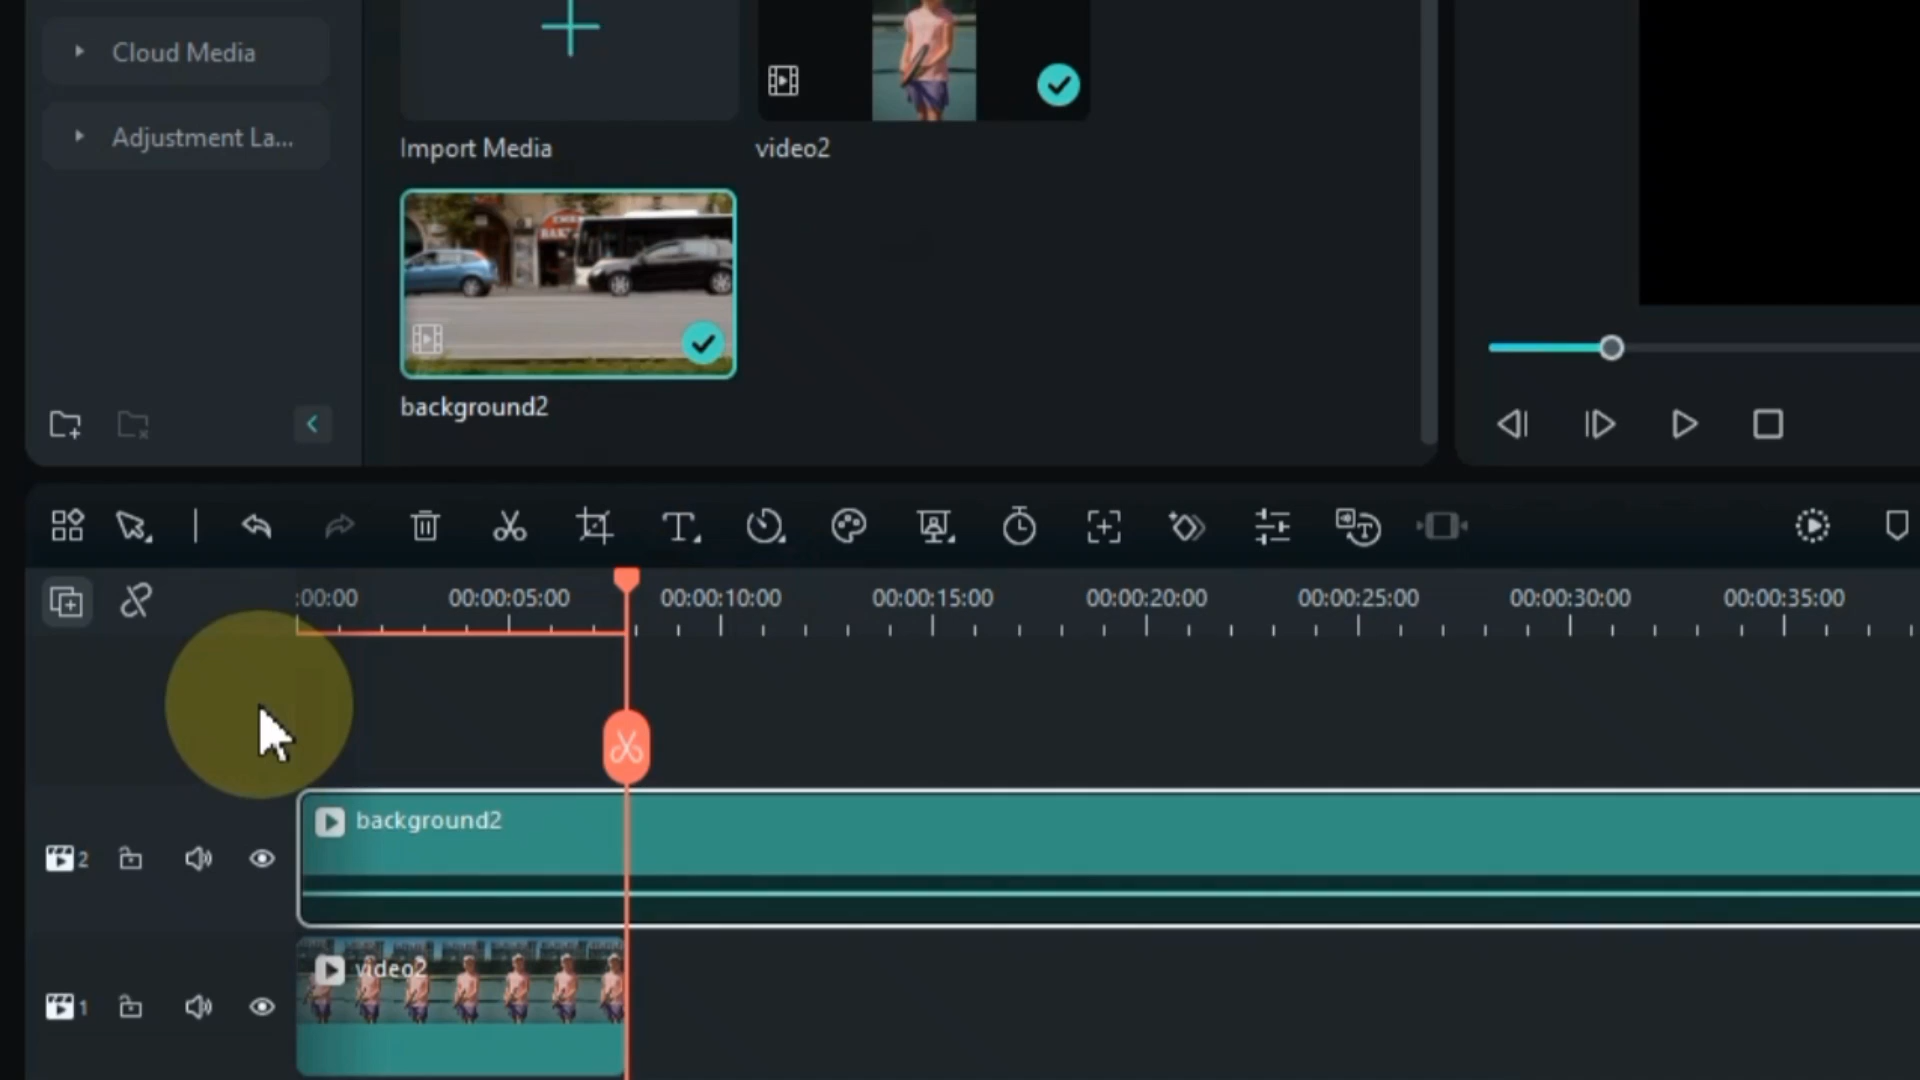 Cloud Media
Adjustment La...
Import Media
video2
background2
:00:00
00:00:05:00
00:00:10:00
00:00:15:00
00:00:20:00
00:00:25:00
00:00:30:00
00:00:35:00
background2
2
video2
1